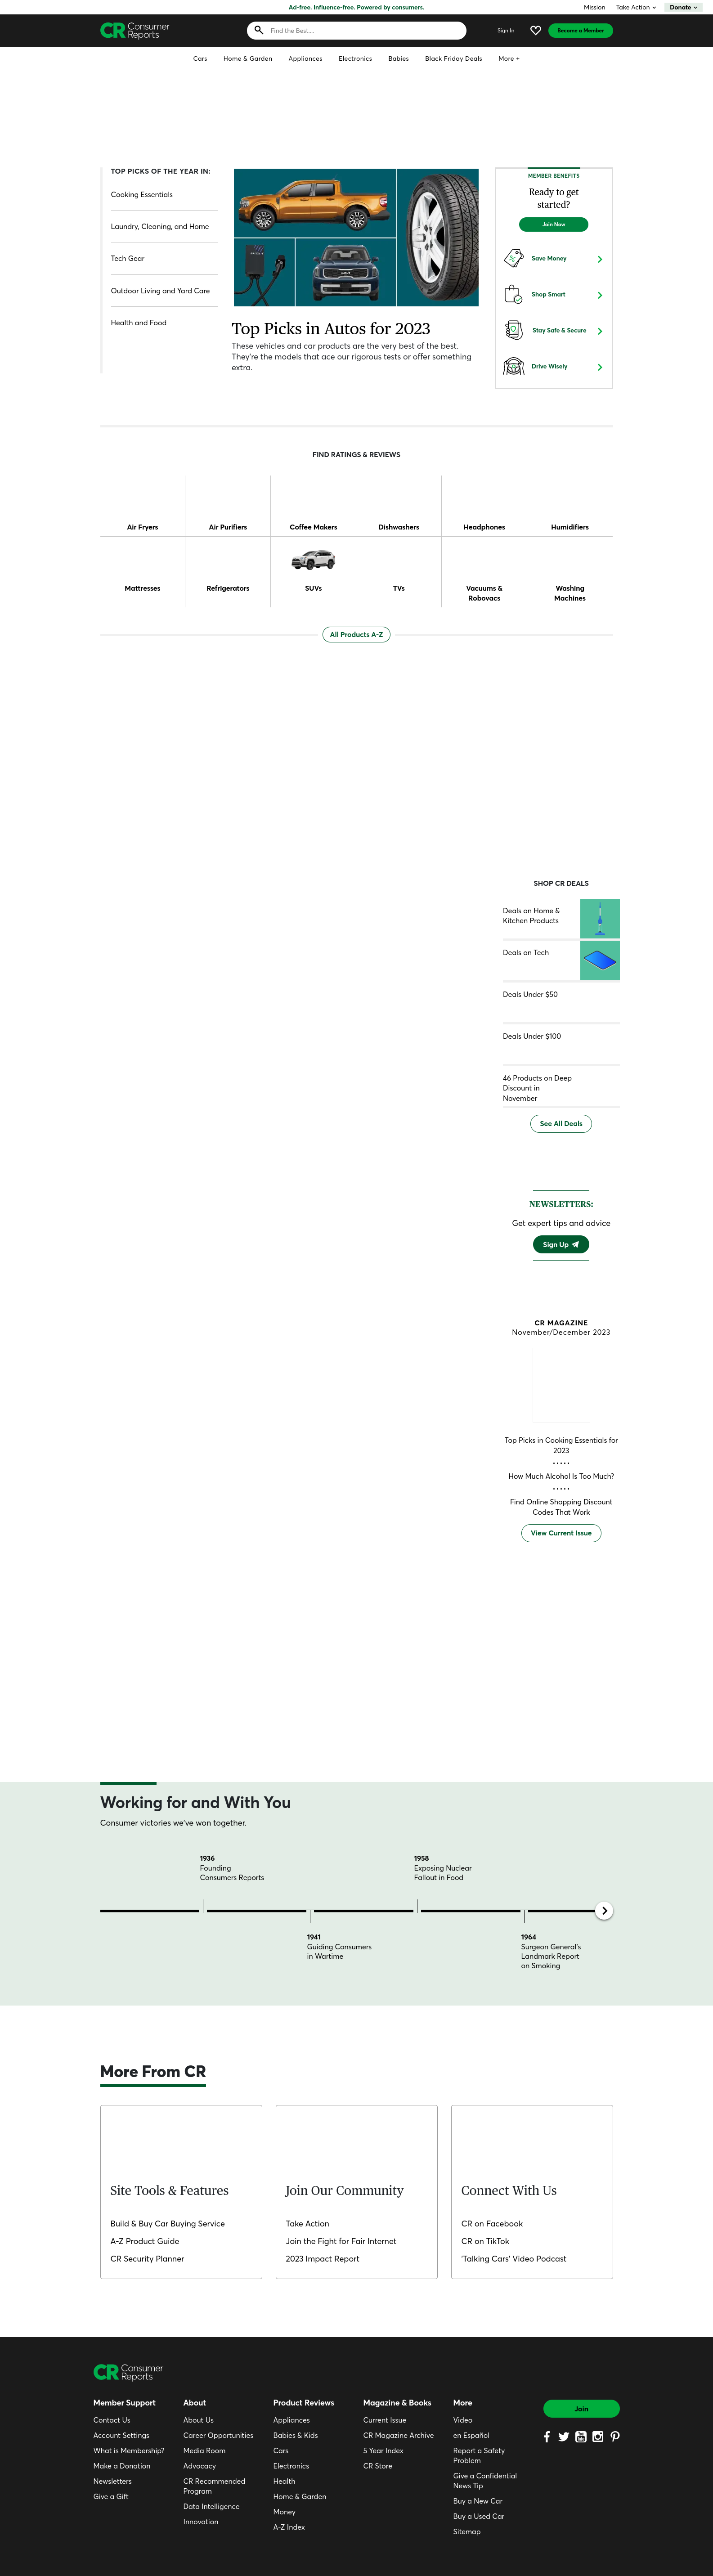 Ad-free. Influence-free. Powered by consumers.
Mission
Take Action
Donate
CR Consumer
Reports
Find the Best...
Sign In
Become a Member
Cars
Home & Garden
Appliances
Electronics
Babies
Black Friday Deals
More +
TOP PICKS OF THE YEAR IN:
Cooking Essentials
Laundry, Cleaning, and Home
Tech Gear
Outdoor Living and Yard Care
Health and Food
Top Picks in Autos for 2023
These vehicles and car products are the very best of the best.
They're the models that ace our rigorous tests or offer something
extra.
MEMBER BENEFITS
Ready to get
started?
Join Now
Save Money
Shop Smart
Stay Safe & Secure
Drive Wisely
FIND RATINGS & REVIEWS
Air Fryers
Air Purifiers
Coffee Makers
Dishwashers
Headphones
Humidifiers
Mattresses
Refrigerators
SUVs
TVs
Vacuums &
Robovacs
Washing
Machines
All Products A-Z
SHOP CR DEALS
Deals on Home &
Kitchen Products
Deals on Tech
Deals Under $50
Deals Under $100
46 Products on Deep
Discount in
November
See All Deals
NEWSLETTERS:
Get expert tips and advice
Sign Up
CR MAGAZINE
November/December 2023
Top Picks in Cooking Essentials for
2023
How Much Alcohol Is Too Much?
Find Online Shopping Discount
Codes That Work
View Current Issue
Working for and With You
Consumer victories we've won together.
1936
Founding
Consumers Reports
1958
Exposing Nuclear
Fallout in Food
1941
Guiding Consumers
in Wartime
1964
Surgeon General's
Landmark Report
on Smoking
More From CR
Site Tools & Features
Build & Buy Car Buying Service
A-Z Product Guide
CR Security Planner
Join Our Community
Take Action
Join the Fight for Fair Internet
2023 Impact Report
Connect With Us
CR on Facebook
CR on TikTok
'Talking Cars' Video Podcast
CR Consumer
Reports
Member Support
Contact Us
Account Settings
What is Membership?
Make a Donation
Newsletters
Give a Gift
About
About Us
Career Opportunities
Media Room
Advocacy
CR Recommended
Program
Data Intelligence
Innovation
Product Reviews
Appliances
Babies & Kids
Cars
Electronics
Health
Home & Garden
Money
A-Z Index
Magazine & Books
Current Issue
CR Magazine Archive
5 Year Index
CR Store
More
Video
en Español
Report a Safety
Problem
Give a Confidential
News Tip
Buy a New Car
Buy a Used Car
Sitemap
Join